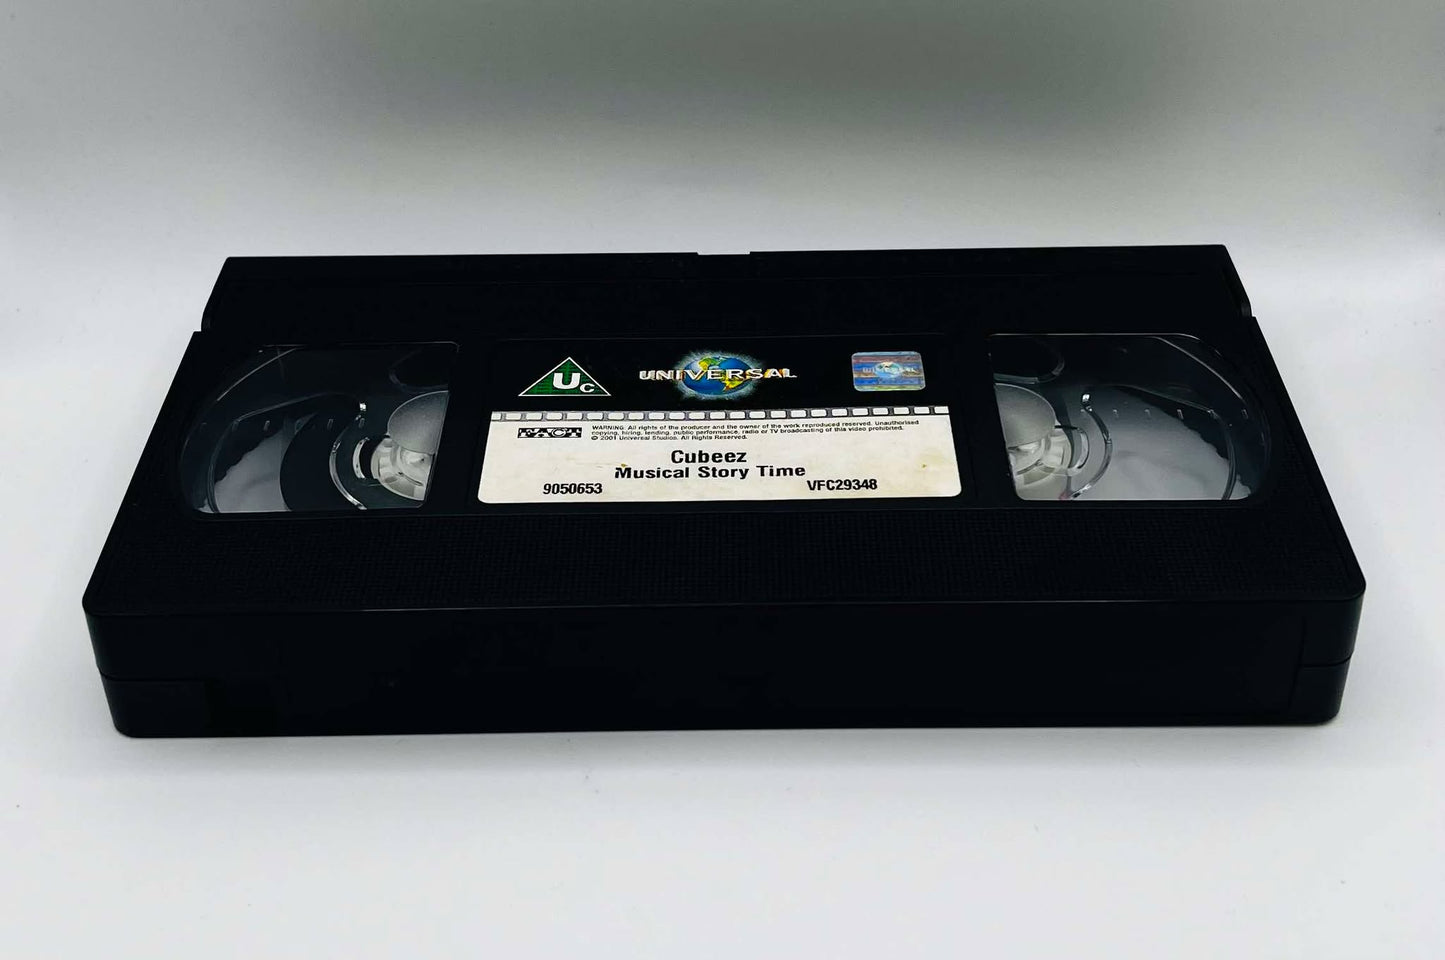 Uc
UNIVERSAL
UNIVERSAL
FACT
WARNING. All rights of the producer and the owner of the work reproduced reserved. Unauthorised
copying, hiring, lending, public performance, radio or TV broadcasting of this video prohibited.
© 2001 Universal Studios. All Rights Reserved.
Cubeez
Musical Story Time
9050653
VFC29348